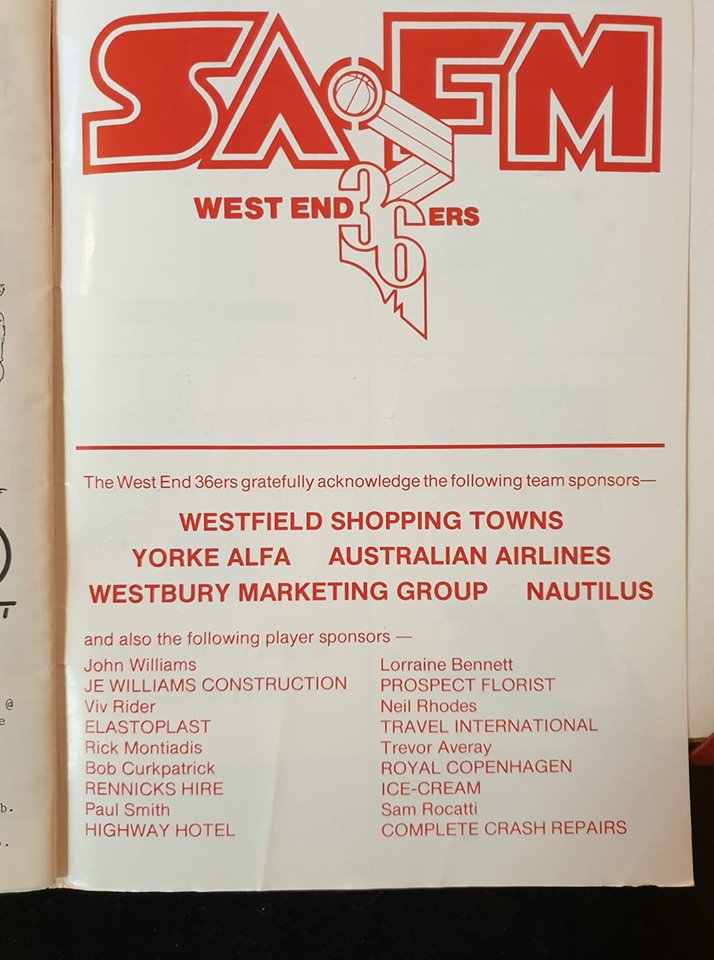 SAFM
WEST END 36ERS
The West End 36ers gratefully acknowledge the following team sponsors—
WESTFIELD SHOPPING TOWNS
YORKE ALFA AUSTRALIAN AIRLINES
WESTBURY MARKETING GROUP NAUTILUS
and also the following player sponsors —
John Williams
JE WILLIAMS CONSTRUCTION
Viv Rider
ELASTOPLAST
Rick Montiadis
Bob Curkpatrick
RENNICKS HIRE
Paul Smith
HIGHWAY HOTEL
Lorraine Bennett
PROSPECT FLORIST
Neil Rhodes
TRAVEL INTERNATIONAL
Trevor Averay
ROYAL COPENHAGEN
ICE-CREAM
Sam Rocatti
COMPLETE CRASH REPAIRS